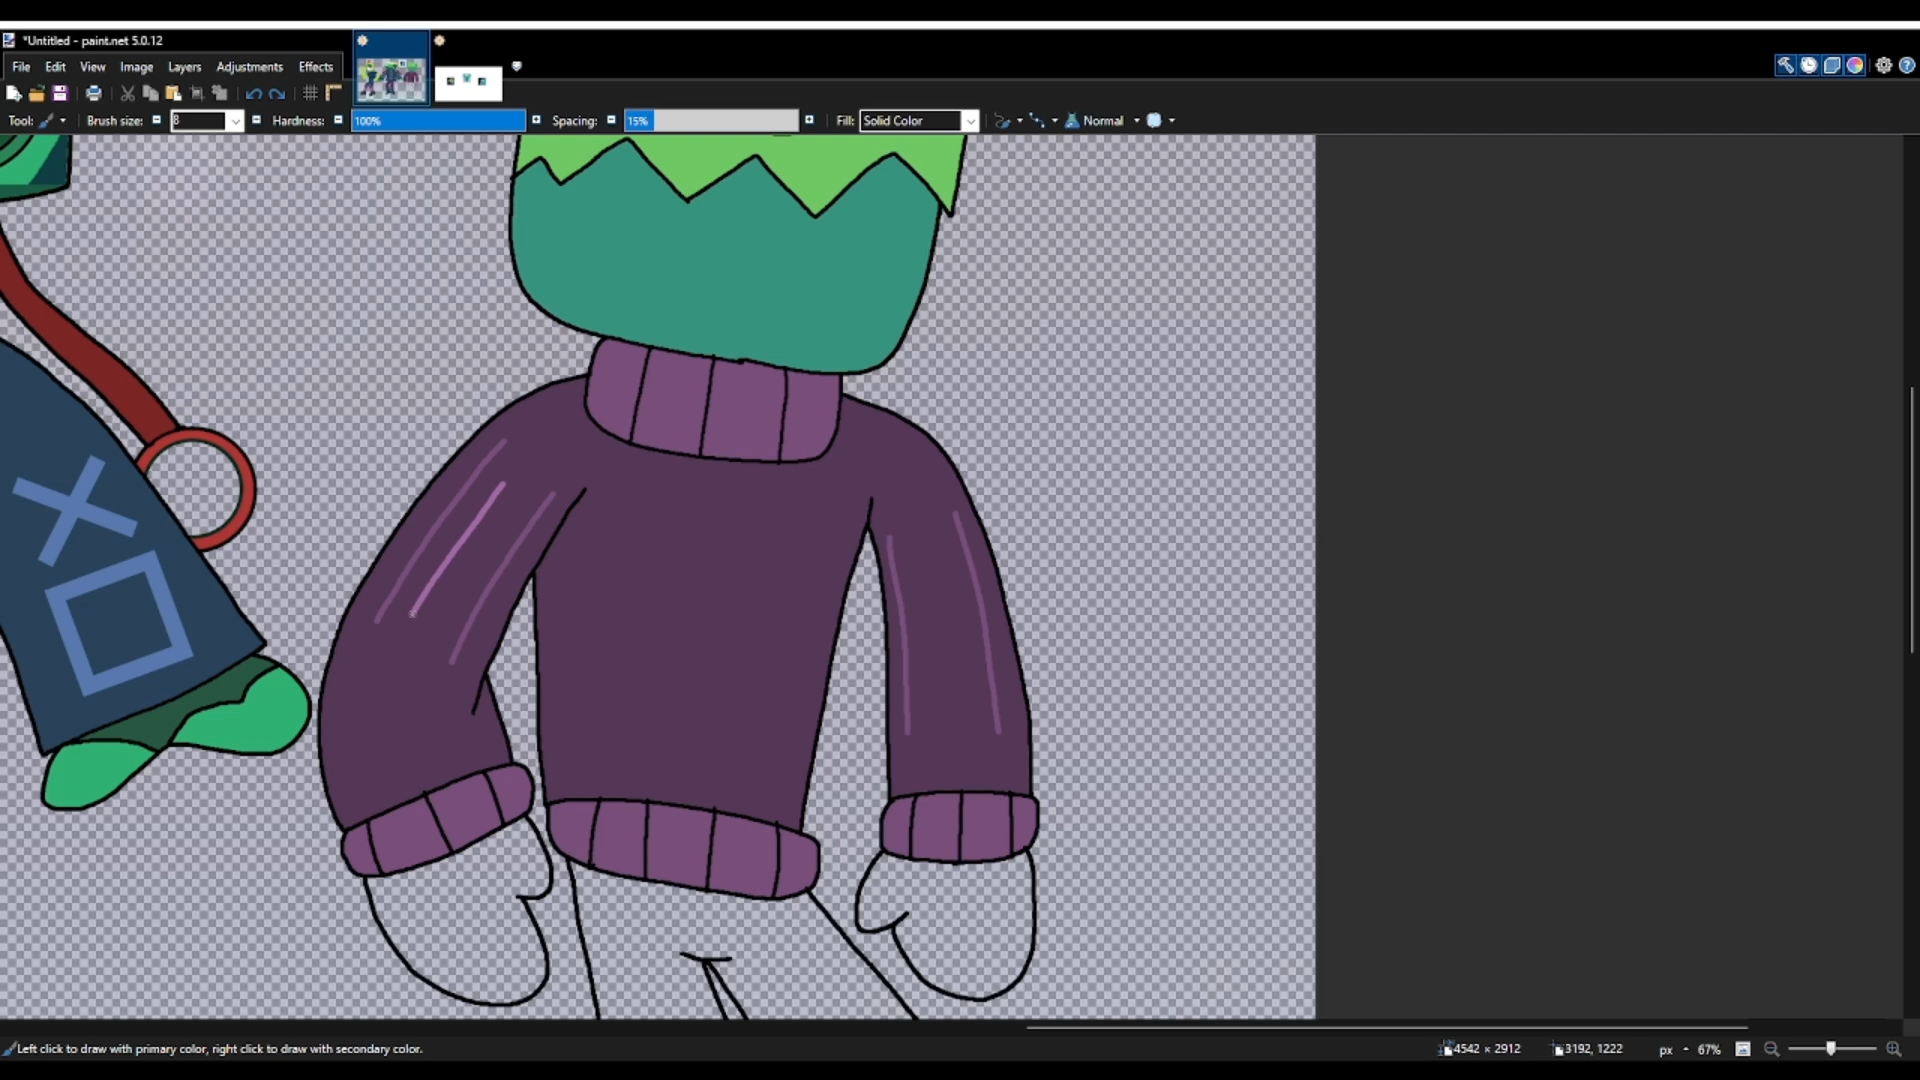 *Untitled - paint.net 5.0.12
File Edit View Image Layers Adjustments Effects
Tool: Brush size: 8 Hardness: 100% Spacing: 15% Fill: Solid Color Normal
Left click to draw with primary color, right click to draw with secondary color. 4542 × 2912 3192, 1222 px 67%